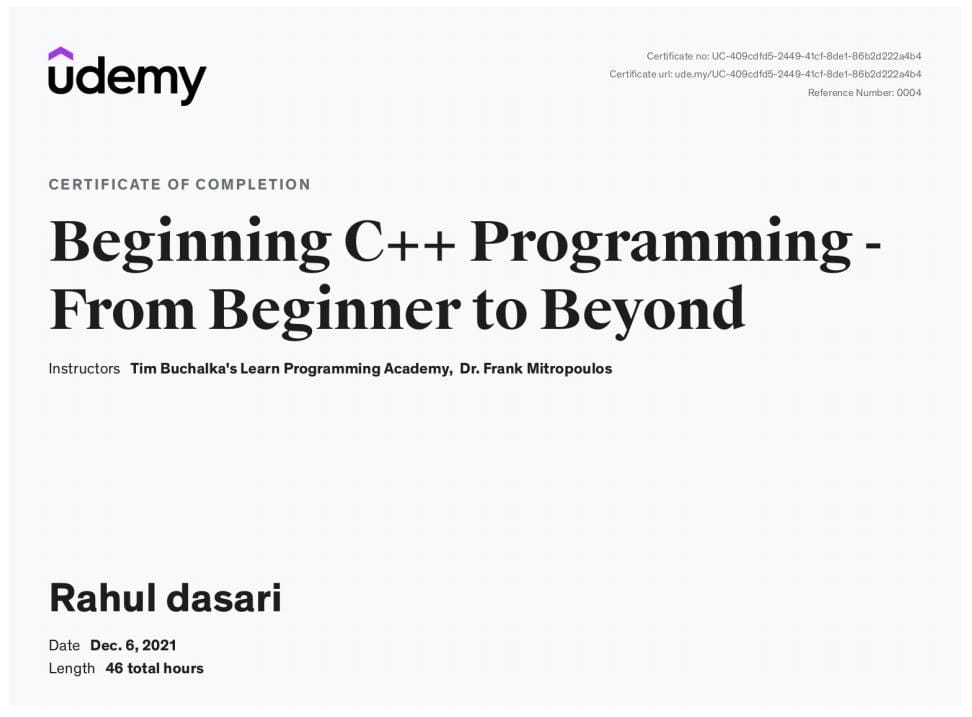 udemy
Certificate no: UC-409cdfd5-2449-41cf-8de1-86b2d222a4b4
Certificate url: ude.my/UC-409cdfd5-2449-41cf-8de1-86b2d222a4b4
Reference Number: 0004
CERTIFICATE OF COMPLETION
Beginning C++ Programming -
From Beginner to Beyond
Instructors Tim Buchalka's Learn Programming Academy, Dr. Frank Mitropoulos
Rahul dasari
Date Dec. 6, 2021
Length 46 total hours